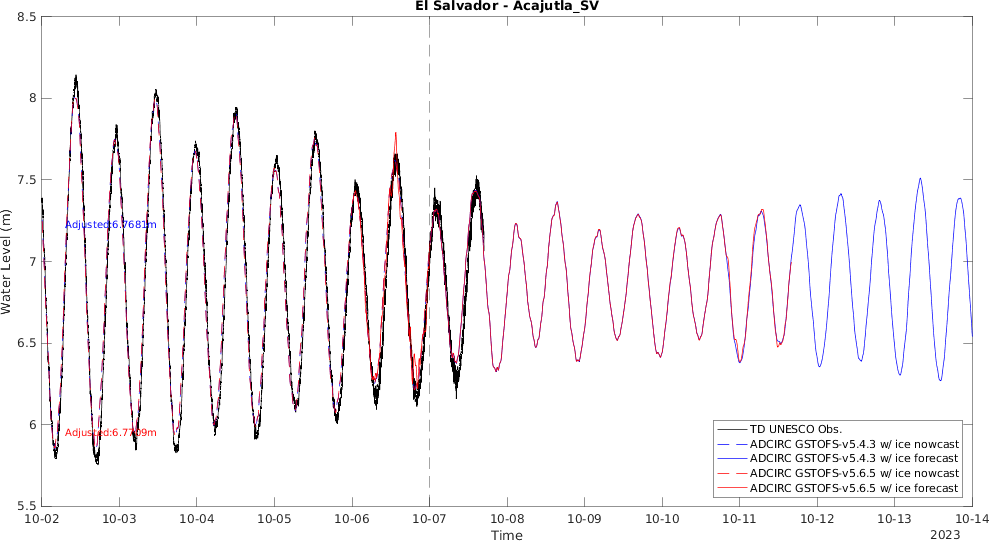 El Salvador - Acajutla_SV
8.5
8
7.5
7
6.5
6
5.5
Water Level (m)
Adjusted:6.7681m
Adjusted:6.7709m
TD UNESCO Obs.
ADCIRC GSTOFS-v5.4.3 w/ ice nowcast
ADCIRC GSTOFS-v5.4.3 w/ ice forecast
ADCIRC GSTOFS-v5.6.5 w/ ice nowcast
ADCIRC GSTOFS-v5.6.5 w/ ice forecast
10-02 10-03 10-04 10-05 10-06 10-07 10-08 10-09 10-10 10-11 10-12 10-13 10-14
Time
2023